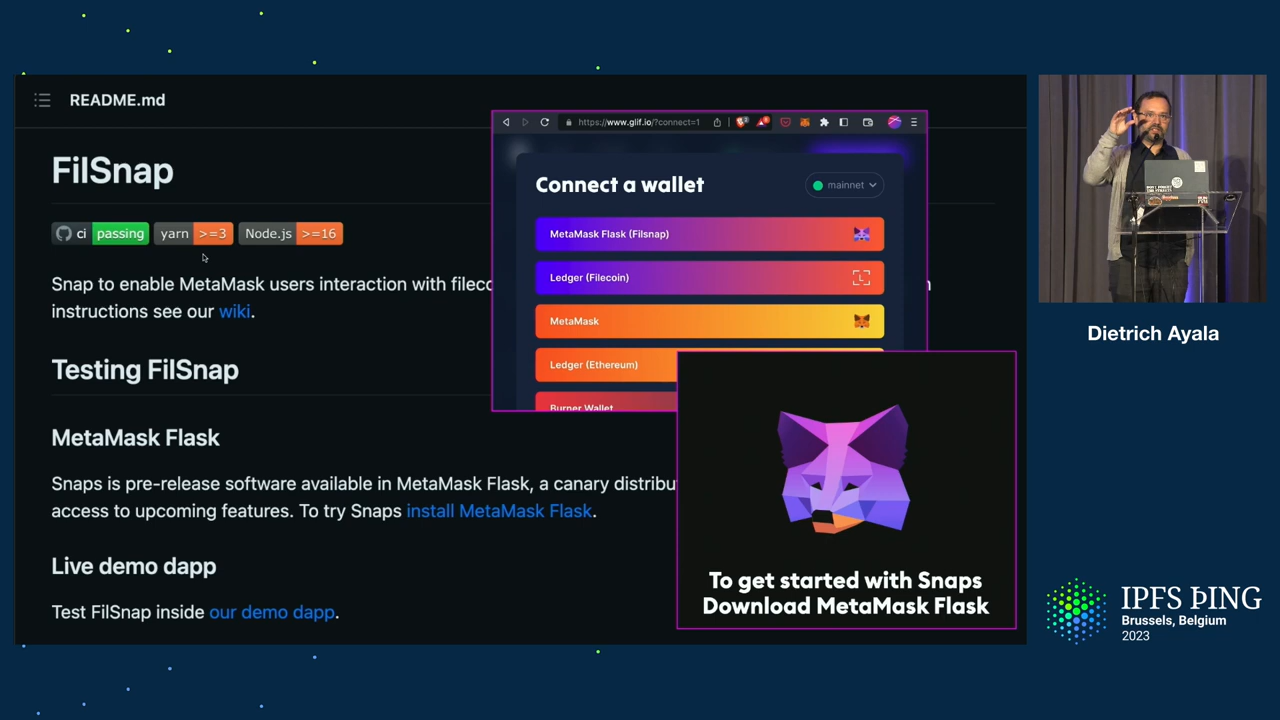 README.md
FilSnap
ci passing yarn >=3 Node.js >=16
Snap to enable MetaMask users interaction with fileco
instructions see our wiki.
Testing FilSnap
MetaMask Flask
Snaps is pre-release software available in MetaMask Flask, a canary distribu
access to upcoming features. To try Snaps install MetaMask Flask.
Live demo dapp
Test FilSnap inside our demo dapp.
https://www.glif.io/?connect=1
Connect a wallet
mainnet
MetaMask Flask (Filsnap)
Ledger (Filecoin)
MetaMask
Ledger (Ethereum)
Burner Wallet
To get started with Snaps
Download MetaMask Flask
Dietrich Ayala
IPFS ÞING
Brussels, Belgium
2023